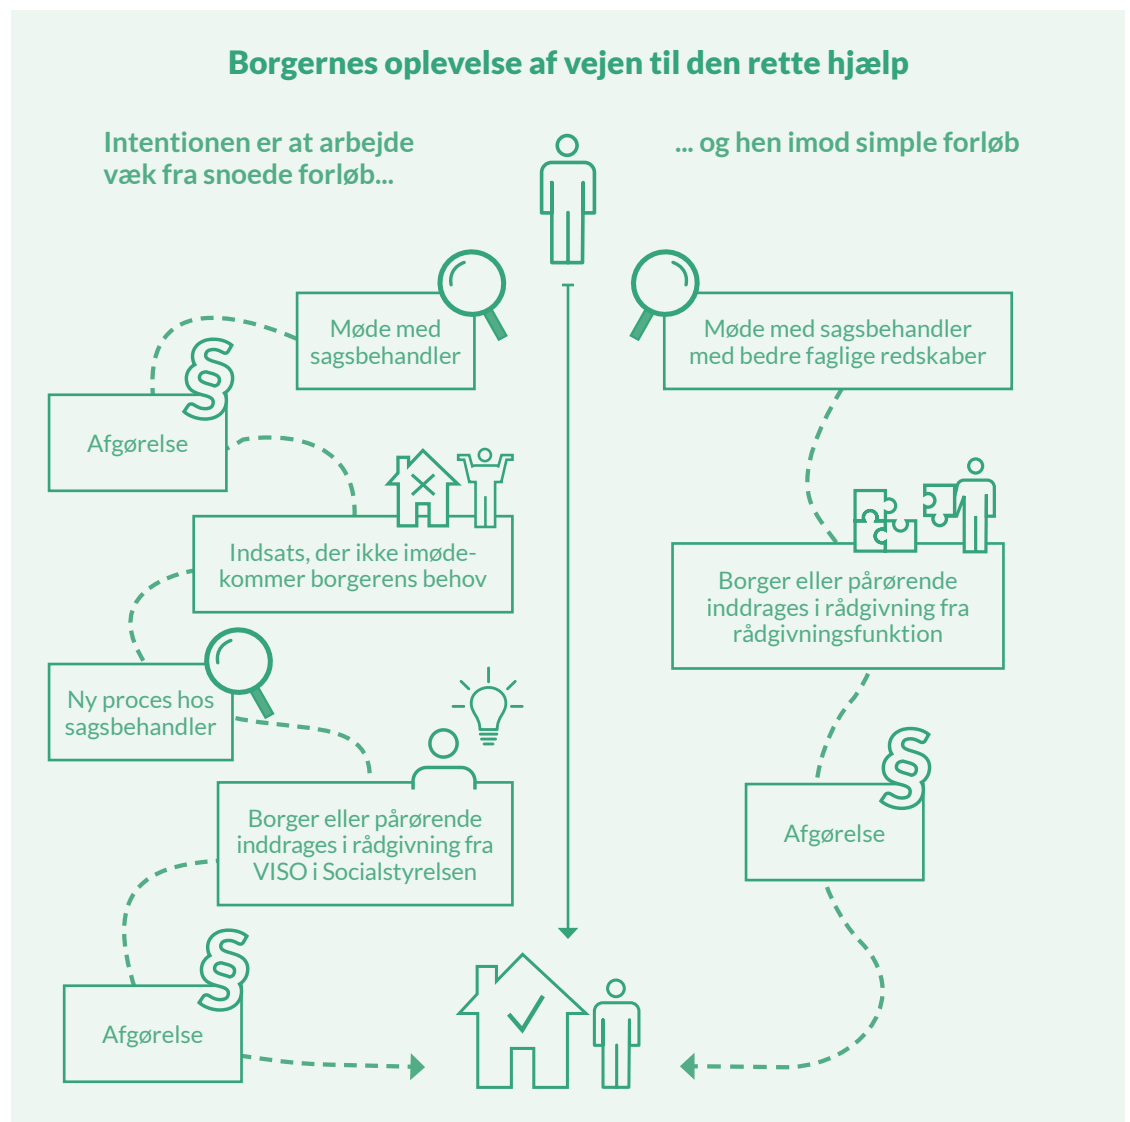 Borgernes oplevelse af vejen til den rette hjælp
Intentionen er at arbejde
væk fra snoede forløb...
Møde med
sagsbehandler
§
Afgørelse
Indsats, der ikke imøde-
kommer borgerens behov
Ny proces hos
sagsbehandler
Borger eller pårørende
inddrages i rådgivning fra
VISO i Socialstyrelsen
§
Afgørelse
... og hen imod simple forløb
Møde med sagsbehandler
med bedre faglige redskaber
Borger eller pårørende
inddrages i rådgivning fra
rådgivningsfunktion
§
Afgørelse